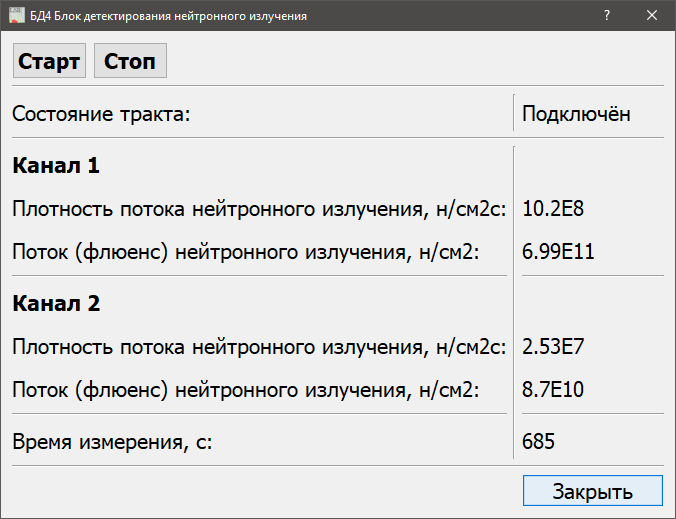 БД4 Блок детектирования нейтронного излучения
Старт Стоп
Состояние тракта: Подключён
Канал 1
Плотность потока нейтронного излучения, н/см2с: 10.2E8
Поток (флюенс) нейтронного излучения, н/см2: 6.99E11
Канал 2
Плотность потока нейтронного излучения, н/см2с: 2.53E7
Поток (флюенс) нейтронного излучения, н/см2: 8.7E10
Время измерения, с: 685
Закрыть